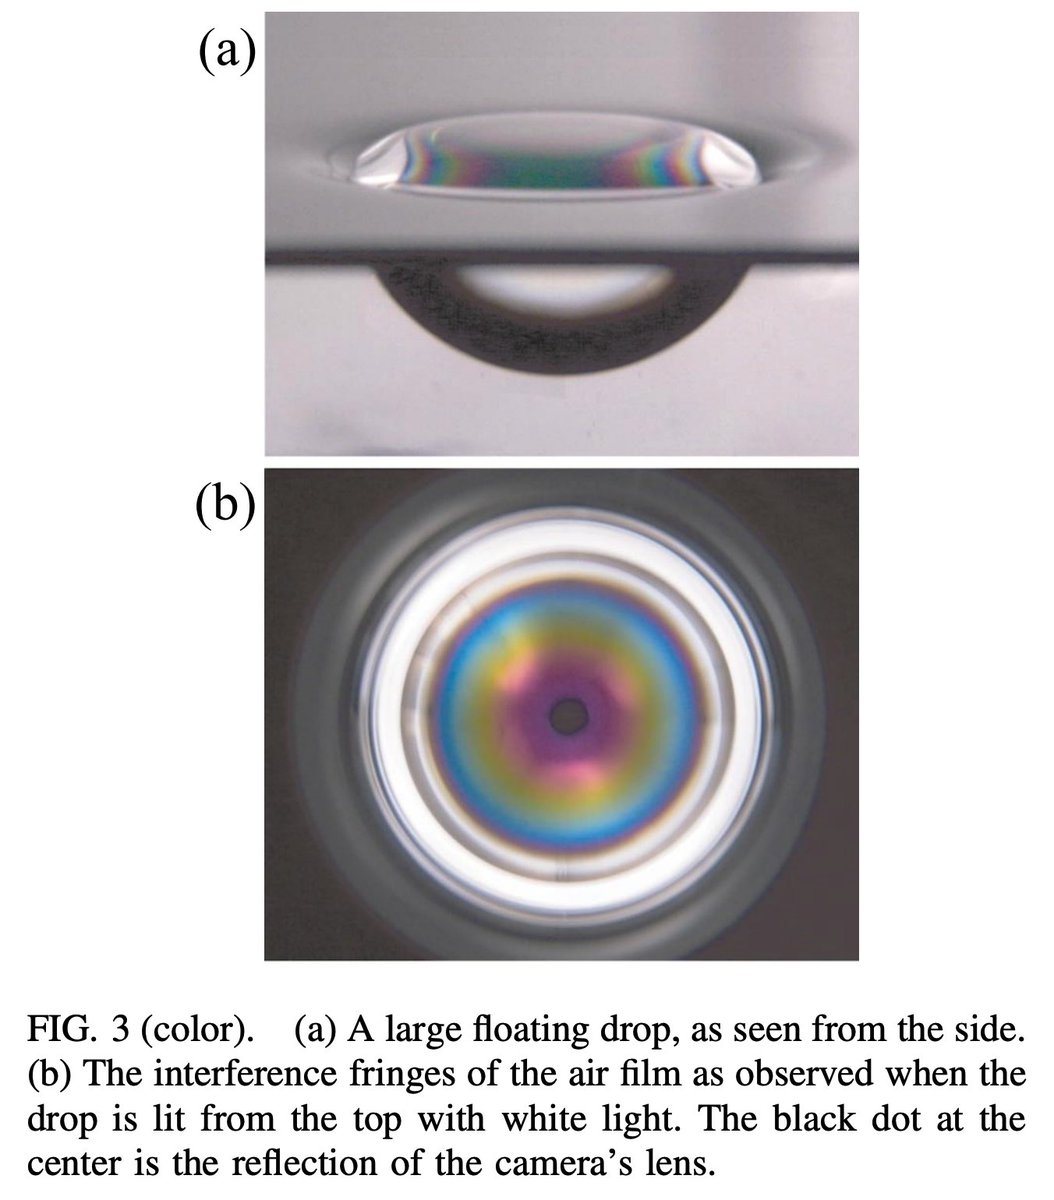 (a)
(b)
FIG. 3 (color). (a) A large floating drop, as seen from the side.
(b) The interference fringes of the air film as observed when the
drop is lit from the top with white light. The black dot at the
center is the reflection of the camera’s lens.